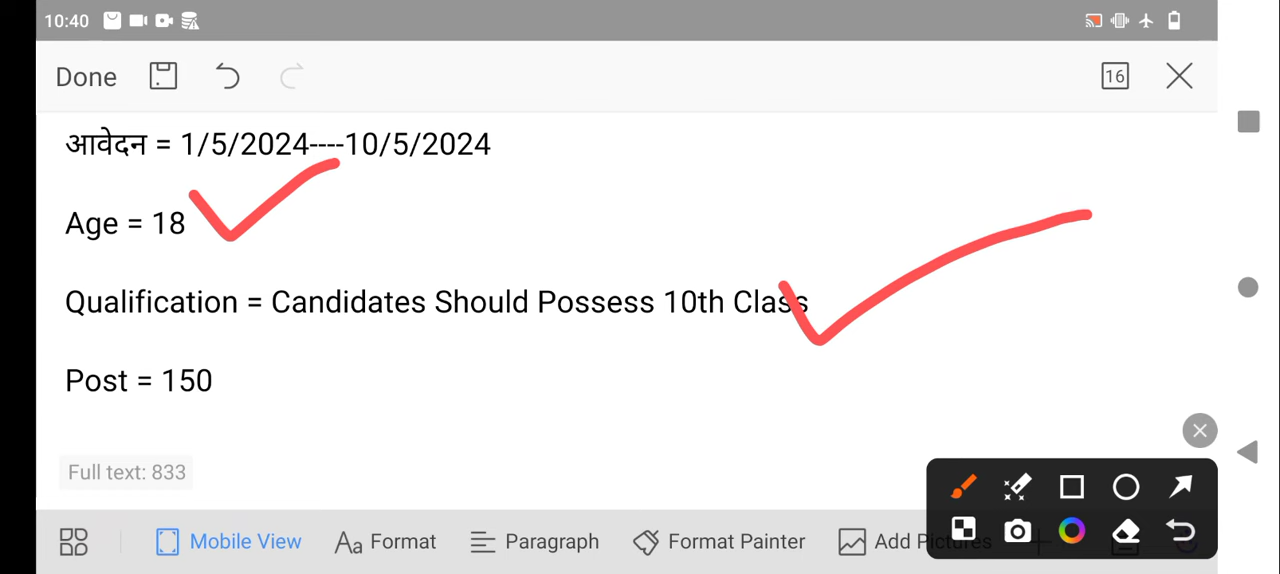 10:40
Done
16
आवेदन = 1/5/2024----10/5/2024
Age = 18
Qualification = Candidates Should Possess 10th Class
Post = 150
Full text: 833
Mobile View
Aa Format
Paragraph
Format Painter
Add Pictures